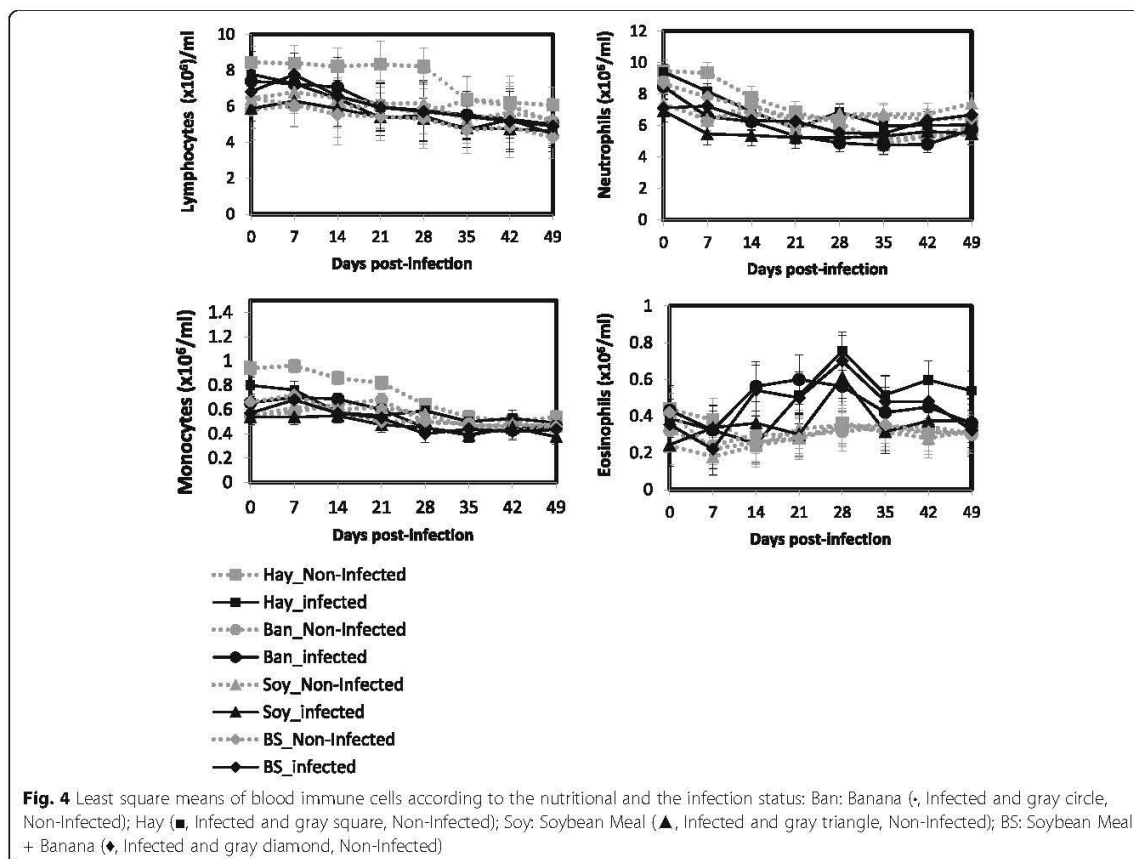 Lymphocytes (x10⁶)/ml
10
8
6
4
2
0
0 7 14 21 28 35 42 49
Days post-infection
Neutrophils (x10⁶/ml)
12
10
8
6
4
2
0
0 7 14 21 28 35 42 49
Days post-infection
Monocytes (x10⁶/ml)
1.4
1.2
1
0.8
0.6
0.4
0.2
0
0 7 14 21 28 35 42 49
Days post-infection
Eosinophils (x10⁶/ml)
1
0.8
0.6
0.4
0.2
0
0 7 14 21 28 35 42 49
Days post-infection
Hay_Non-Infected
Hay_infected
Ban_Non-Infected
Ban_infected
Soy_Non-Infected
Soy_infected
BS_Non-Infected
BS_infected
Fig. 4 Least square means of blood immune cells according to the nutritional and the infection status: Ban: Banana (•, Infected and gray circle,
Non-Infected); Hay (■, Infected and gray square, Non-Infected); Soy: Soybean Meal (▲, Infected and gray triangle, Non-Infected); BS: Soybean Meal
+ Banana (♦, Infected and gray diamond, Non-Infected)